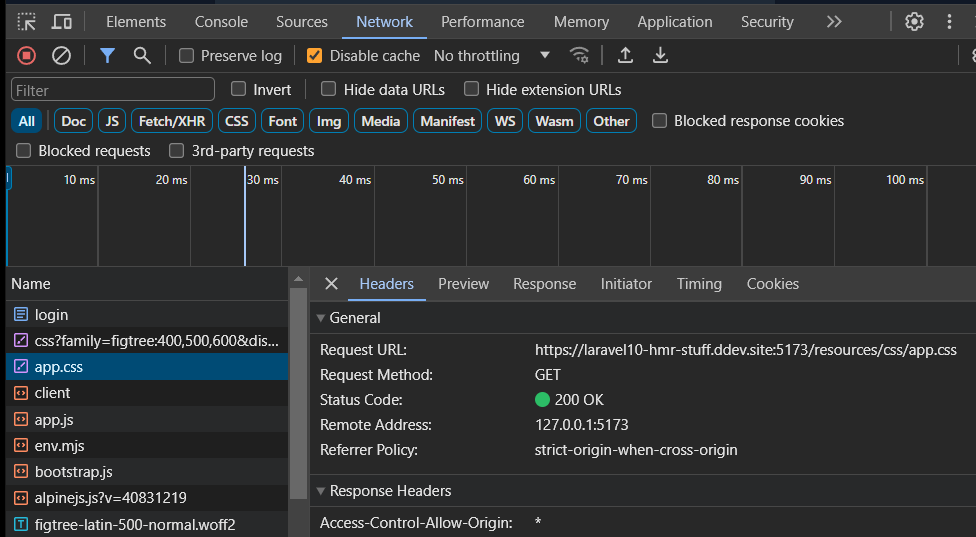 Elements Console Sources Network Performance Memory Application Security
Preserve log Disable cache No throttling
Filter Invert Hide data URLs Hide extension URLs
All Doc JS Fetch/XHR CSS Font Img Media Manifest WS Wasm Other Blocked response cookies
Blocked requests 3rd-party requests
10 ms 20 ms 30 ms 40 ms 50 ms 60 ms 70 ms 80 ms 90 ms 100 ms
Name
login
css?family=figtree:400,500,600&dis...
app.css
client
app.js
env.mjs
bootstrap.js
alpinejs.js?v=40831219
figtree-latin-500-normal.woff2
Headers Preview Response Initiator Timing Cookies
General
Request URL: https://laravel10-hmr-stuff.ddev.site:5173/resources/css/app.css
Request Method: GET
Status Code: 200 OK
Remote Address: 127.0.0.1:5173
Referrer Policy: strict-origin-when-cross-origin
Response Headers
Access-Control-Allow-Origin: *